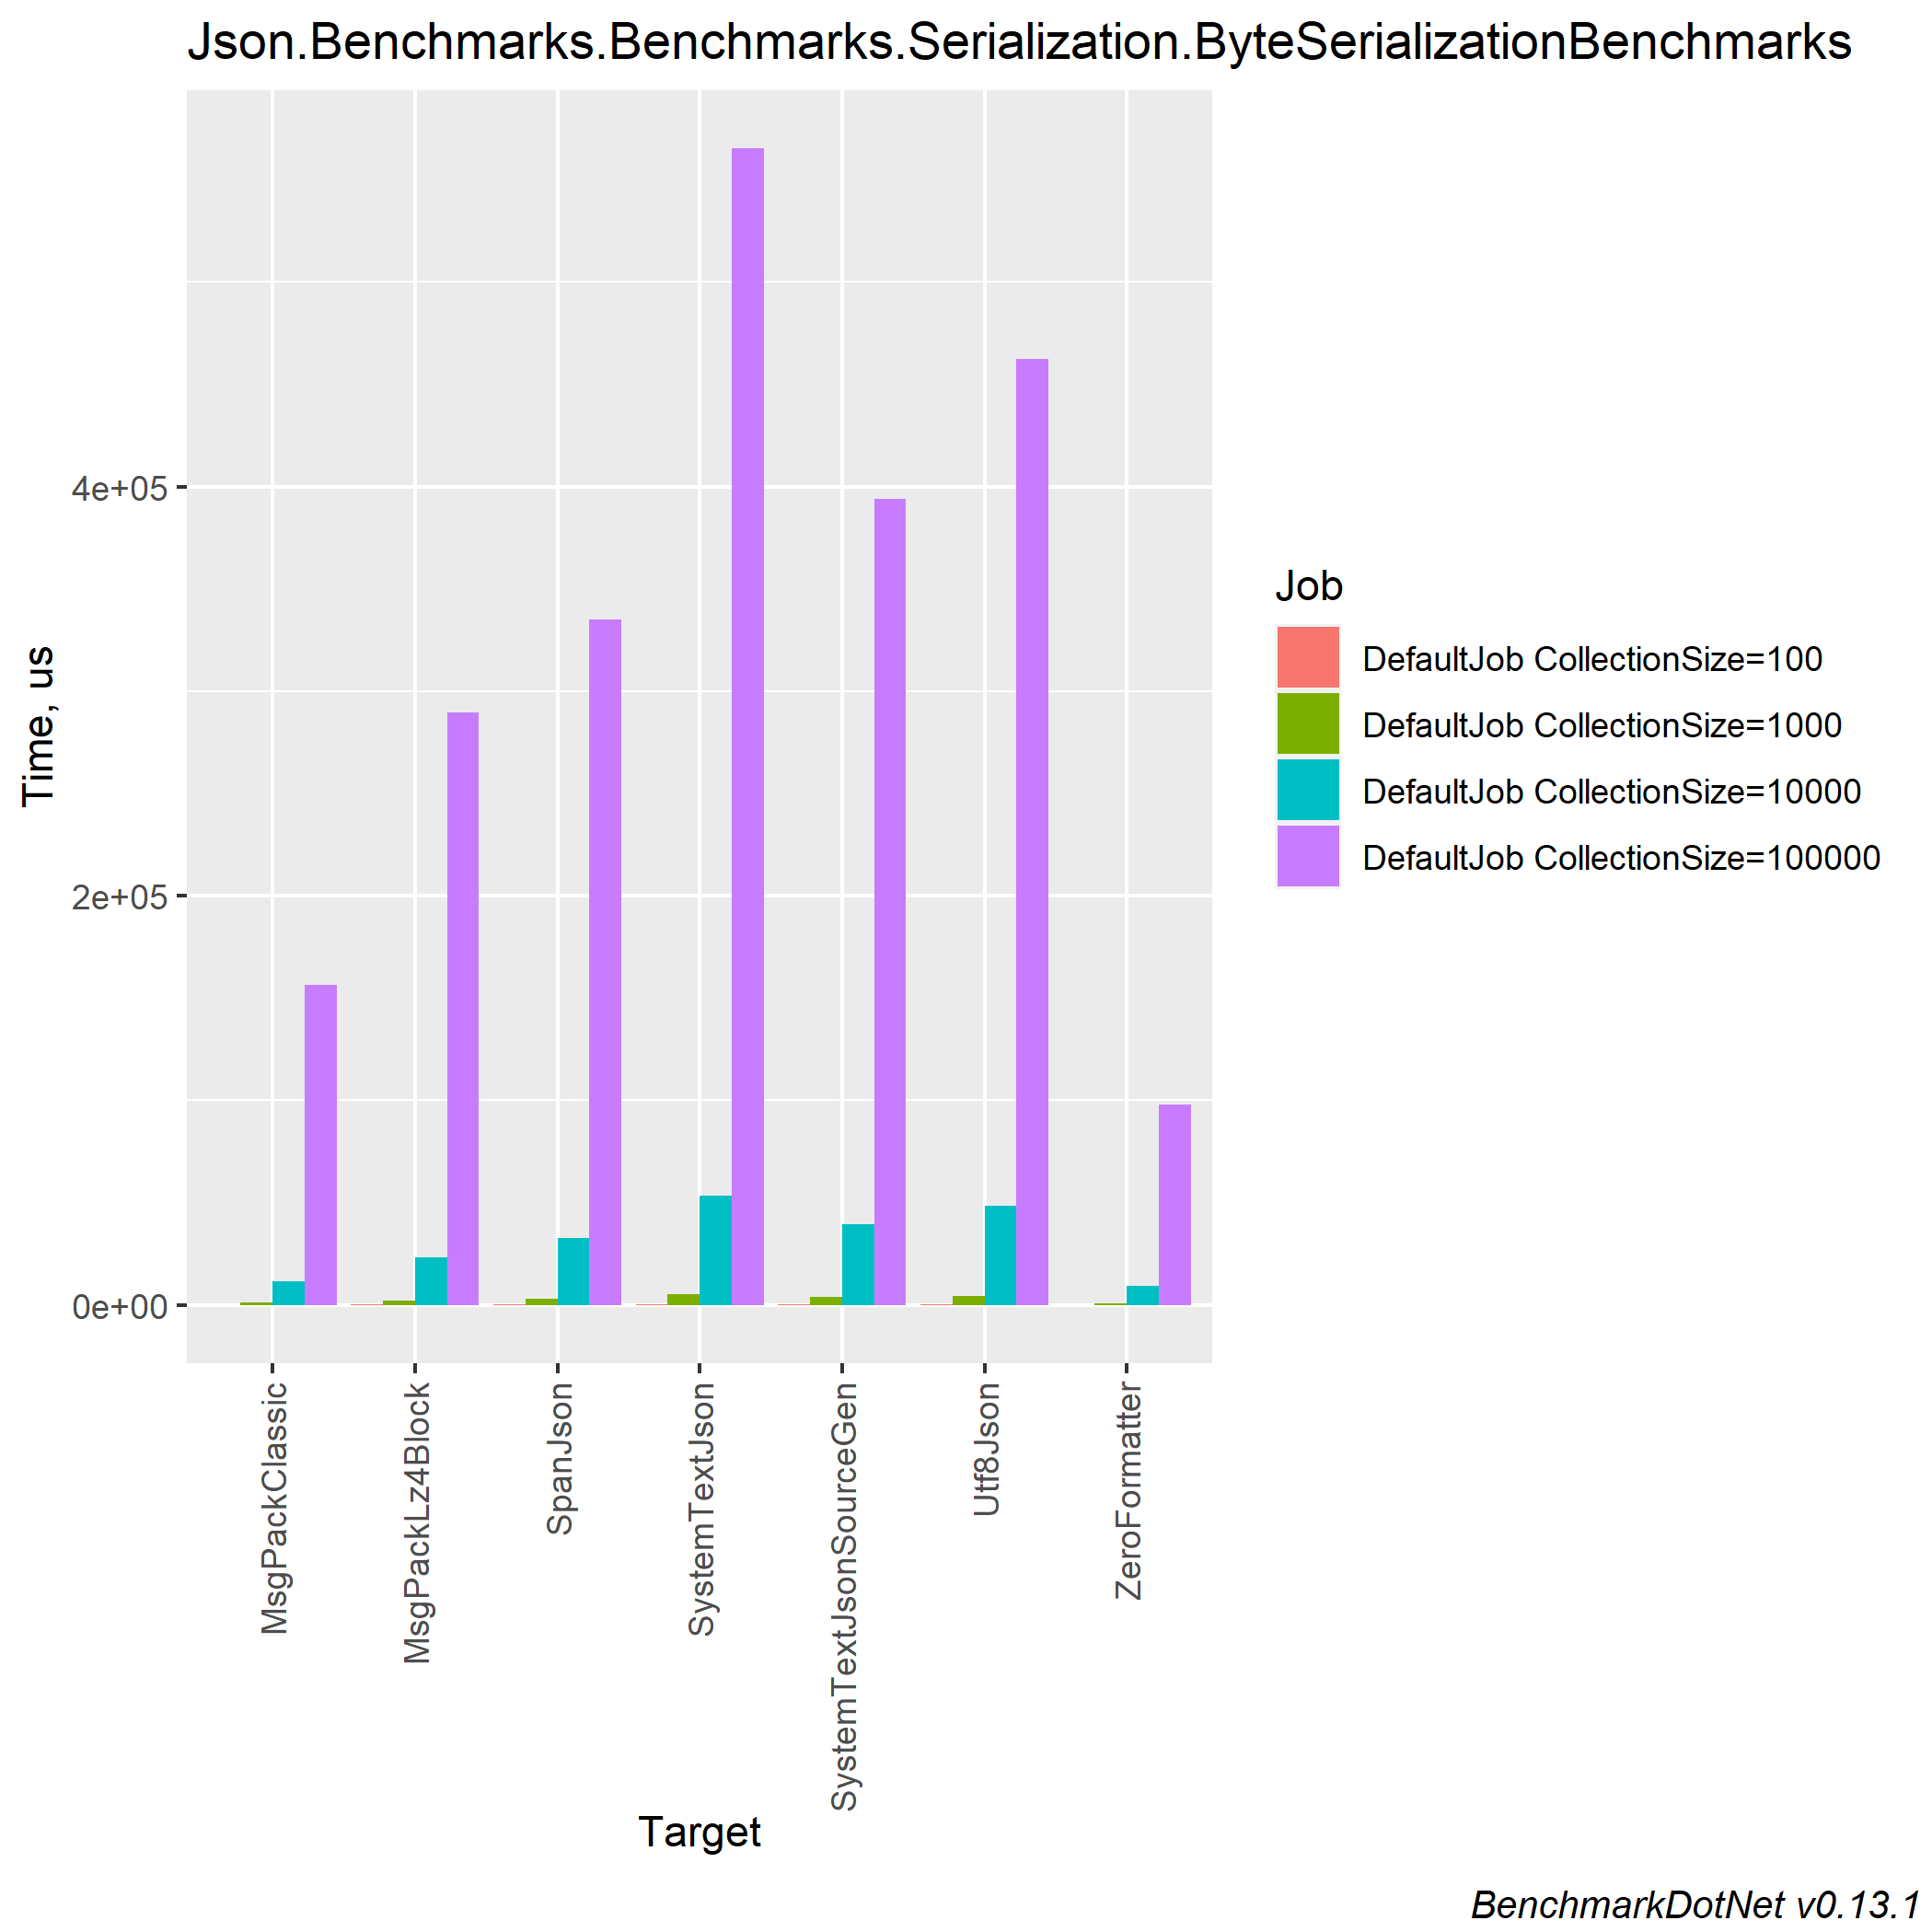 Json.Benchmarks.Benchmarks.Serialization.ByteSerializationBenchmarks
Time, us
4e+05
2e+05
0e+00
MsgPackClassic
MsgPackLz4Block
SpanJson
SystemTextJson
SystemTextJsonSourceGen
Utf8Json
ZeroFormatter
Target
Job
DefaultJob CollectionSize=100
DefaultJob CollectionSize=1000
DefaultJob CollectionSize=10000
DefaultJob CollectionSize=100000
BenchmarkDotNet v0.13.1